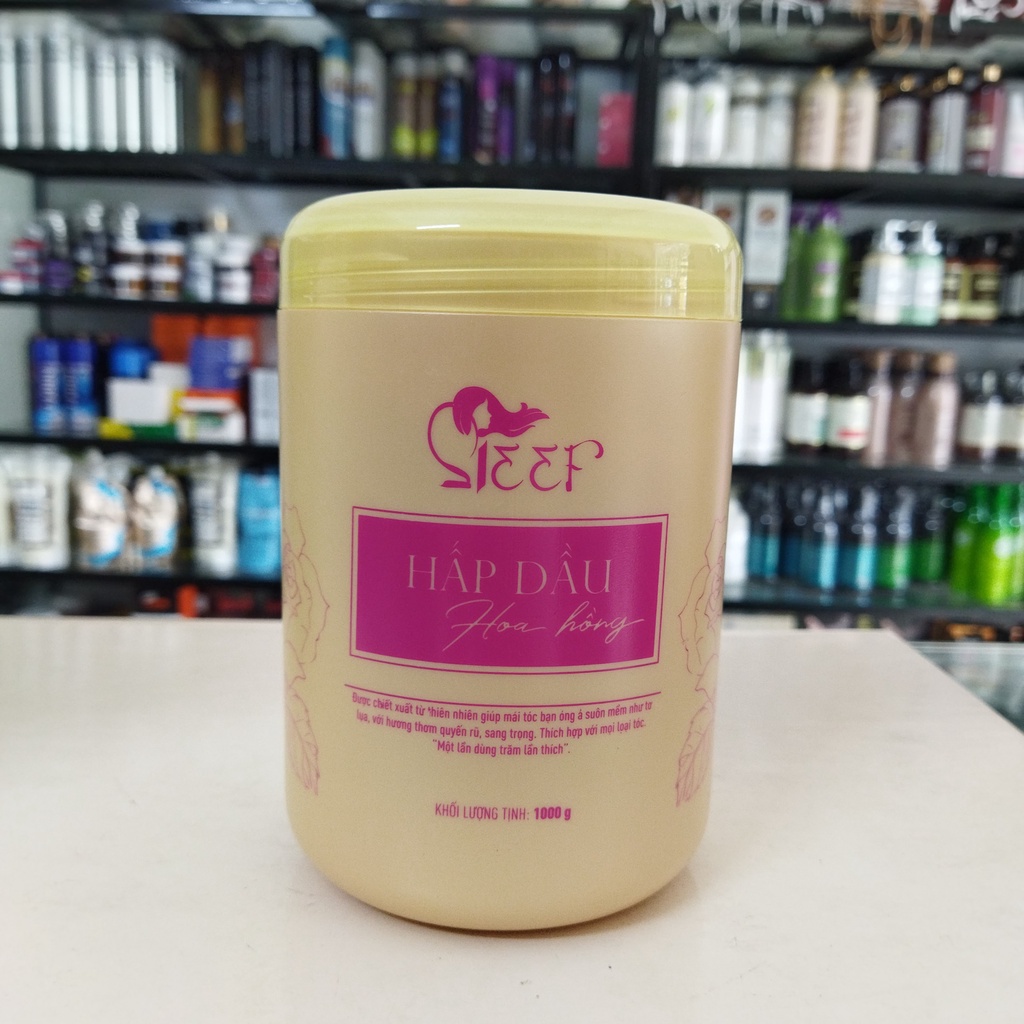 SIEEF
HẤP DẦU
Hoa hồng
Được chiết xuất từ thiên nhiên giúp mái tóc bạn óng ả suôn mềm như tơ
lụa, với hương thơm quyến rũ, sang trọng. Thích hợp với mọi loại tóc.
"Một lần dùng trăm lần thích".
KHỐI LƯỢNG TỊNH: 1000 g